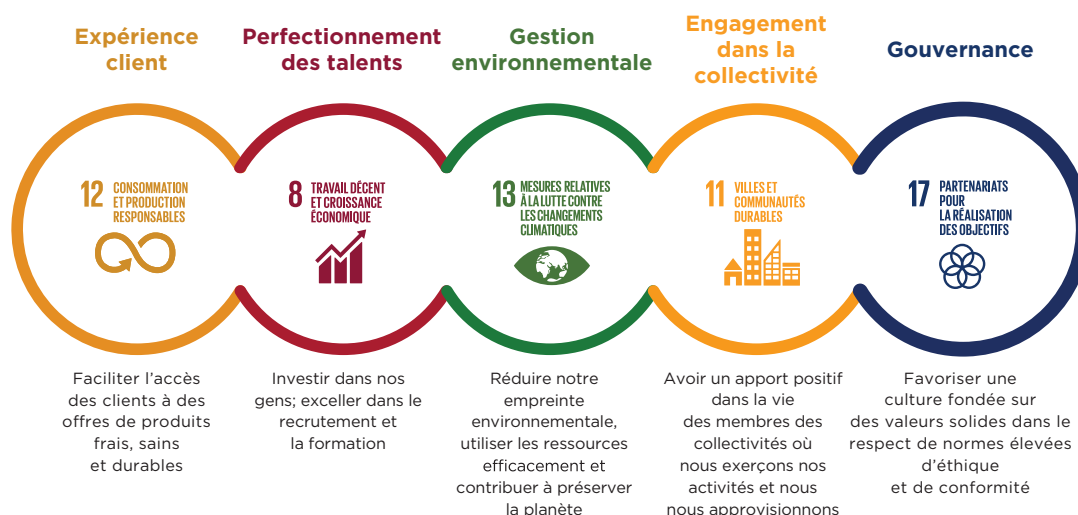 Expérience
client
Perfectionnement
des talents
Gestion
environnementale
Engagement
dans la
collectivité
Gouvernance
12 CONSOMMATION
ET PRODUCTION
RESPONSABLES
8 TRAVAIL DÉCENT
ET CROISSANCE
ÉCONOMIQUE
13 MESURES RELATIVES
À LA LUTTE CONTRE
LES CHANGEMENTS
CLIMATIQUES
11 VILLES ET
COMMUNAUTÉS
DURABLES
17 PARTENARIATS
POUR
LA RÉALISATION
DES OBJECTIFS
Faciliter l’accès
des clients à des
offres de produits
frais, sains
et durables
Investir dans nos
gens; exceller dans le
recrutement et
la formation
Réduire notre
empreinte
environnementale,
utiliser les ressources
efficacement et
contribuer à préserver
la planète
Avoir un apport positif
dans la vie
des membres des
collectivités où
nous exerçons nos
activités et nous
nous approvisionnons
Favoriser une
culture fondée sur
des valeurs solides dans le
respect de normes élevées
d’éthique
et de conformité